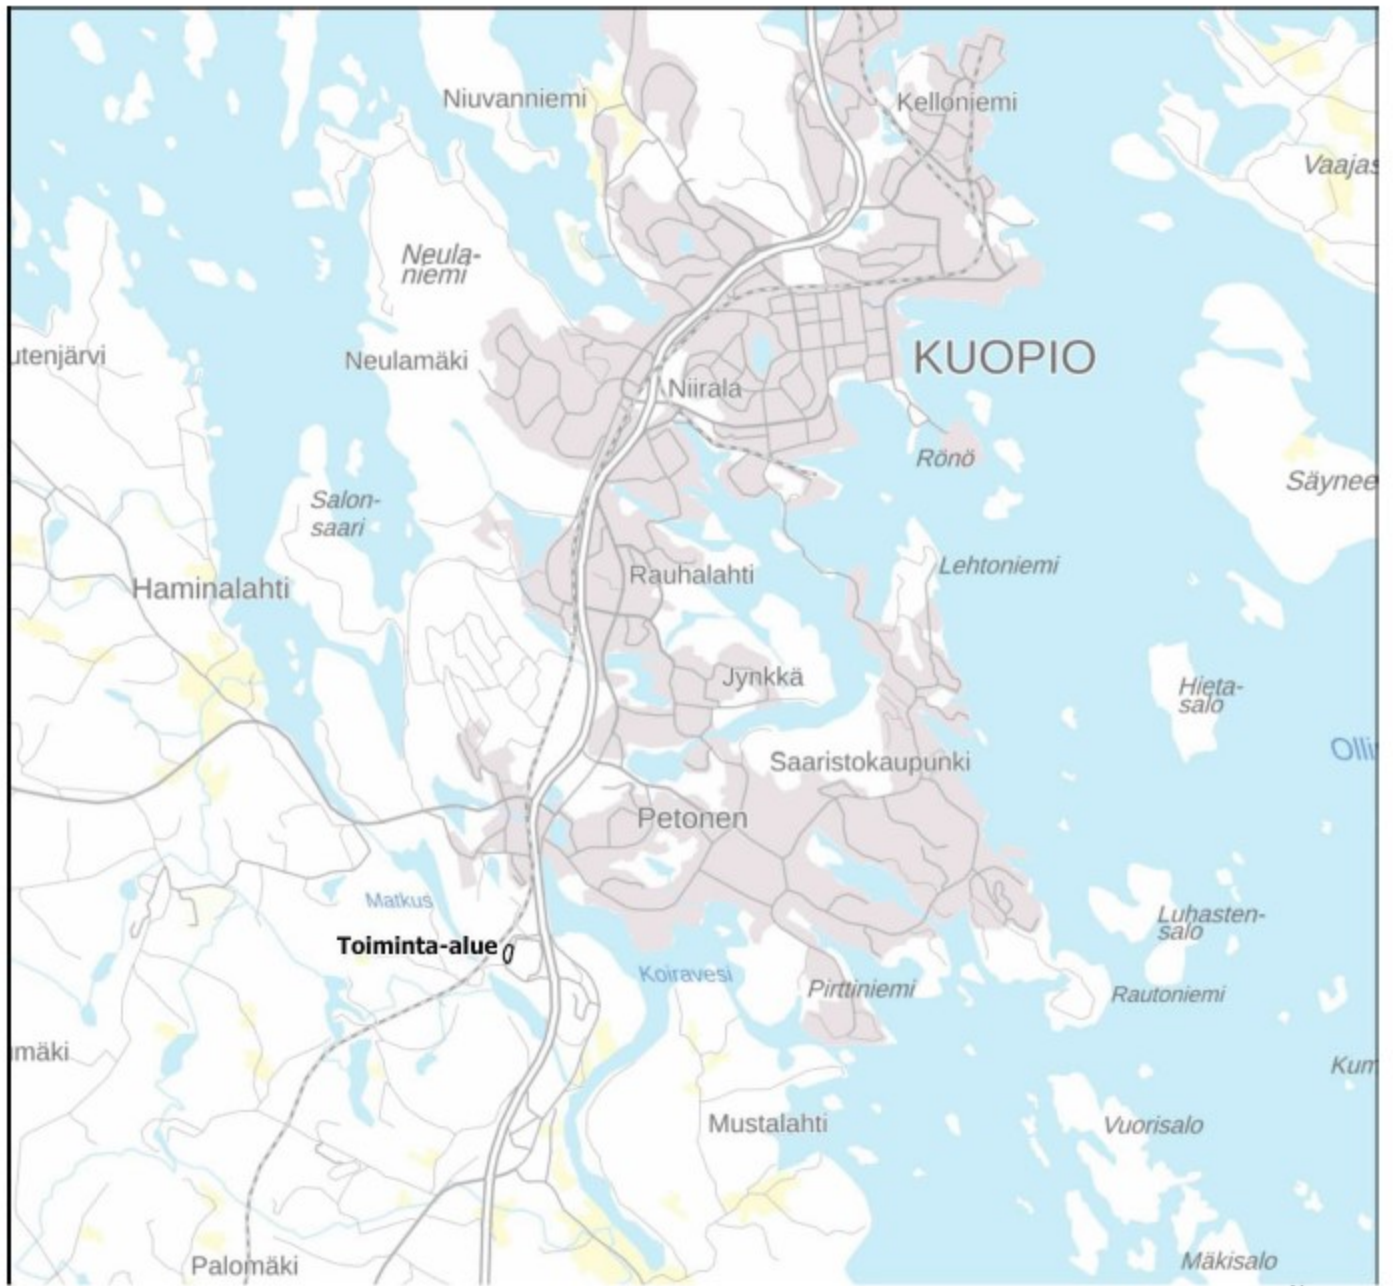 Niuvanniemi
Kelloniemi
Vaajas
Neula-
niemi
utenjärvi
Neulamäki
KUOPIO
Niirala
Rönö
Säynee
Salon-
saari
Lehtoniemi
Haminalahti
Rauhalahti
Jynkkä
Hieta-
salo
Olli
Saaristokaupunki
Petonen
Matkus
Luhasten-
salo
Toiminta-alue
Koiravesi
Pirttiniemi
Rautoniemi
mäki
Kum
Mustalahti
Vuorisalo
Palomäki
Mäkisalo